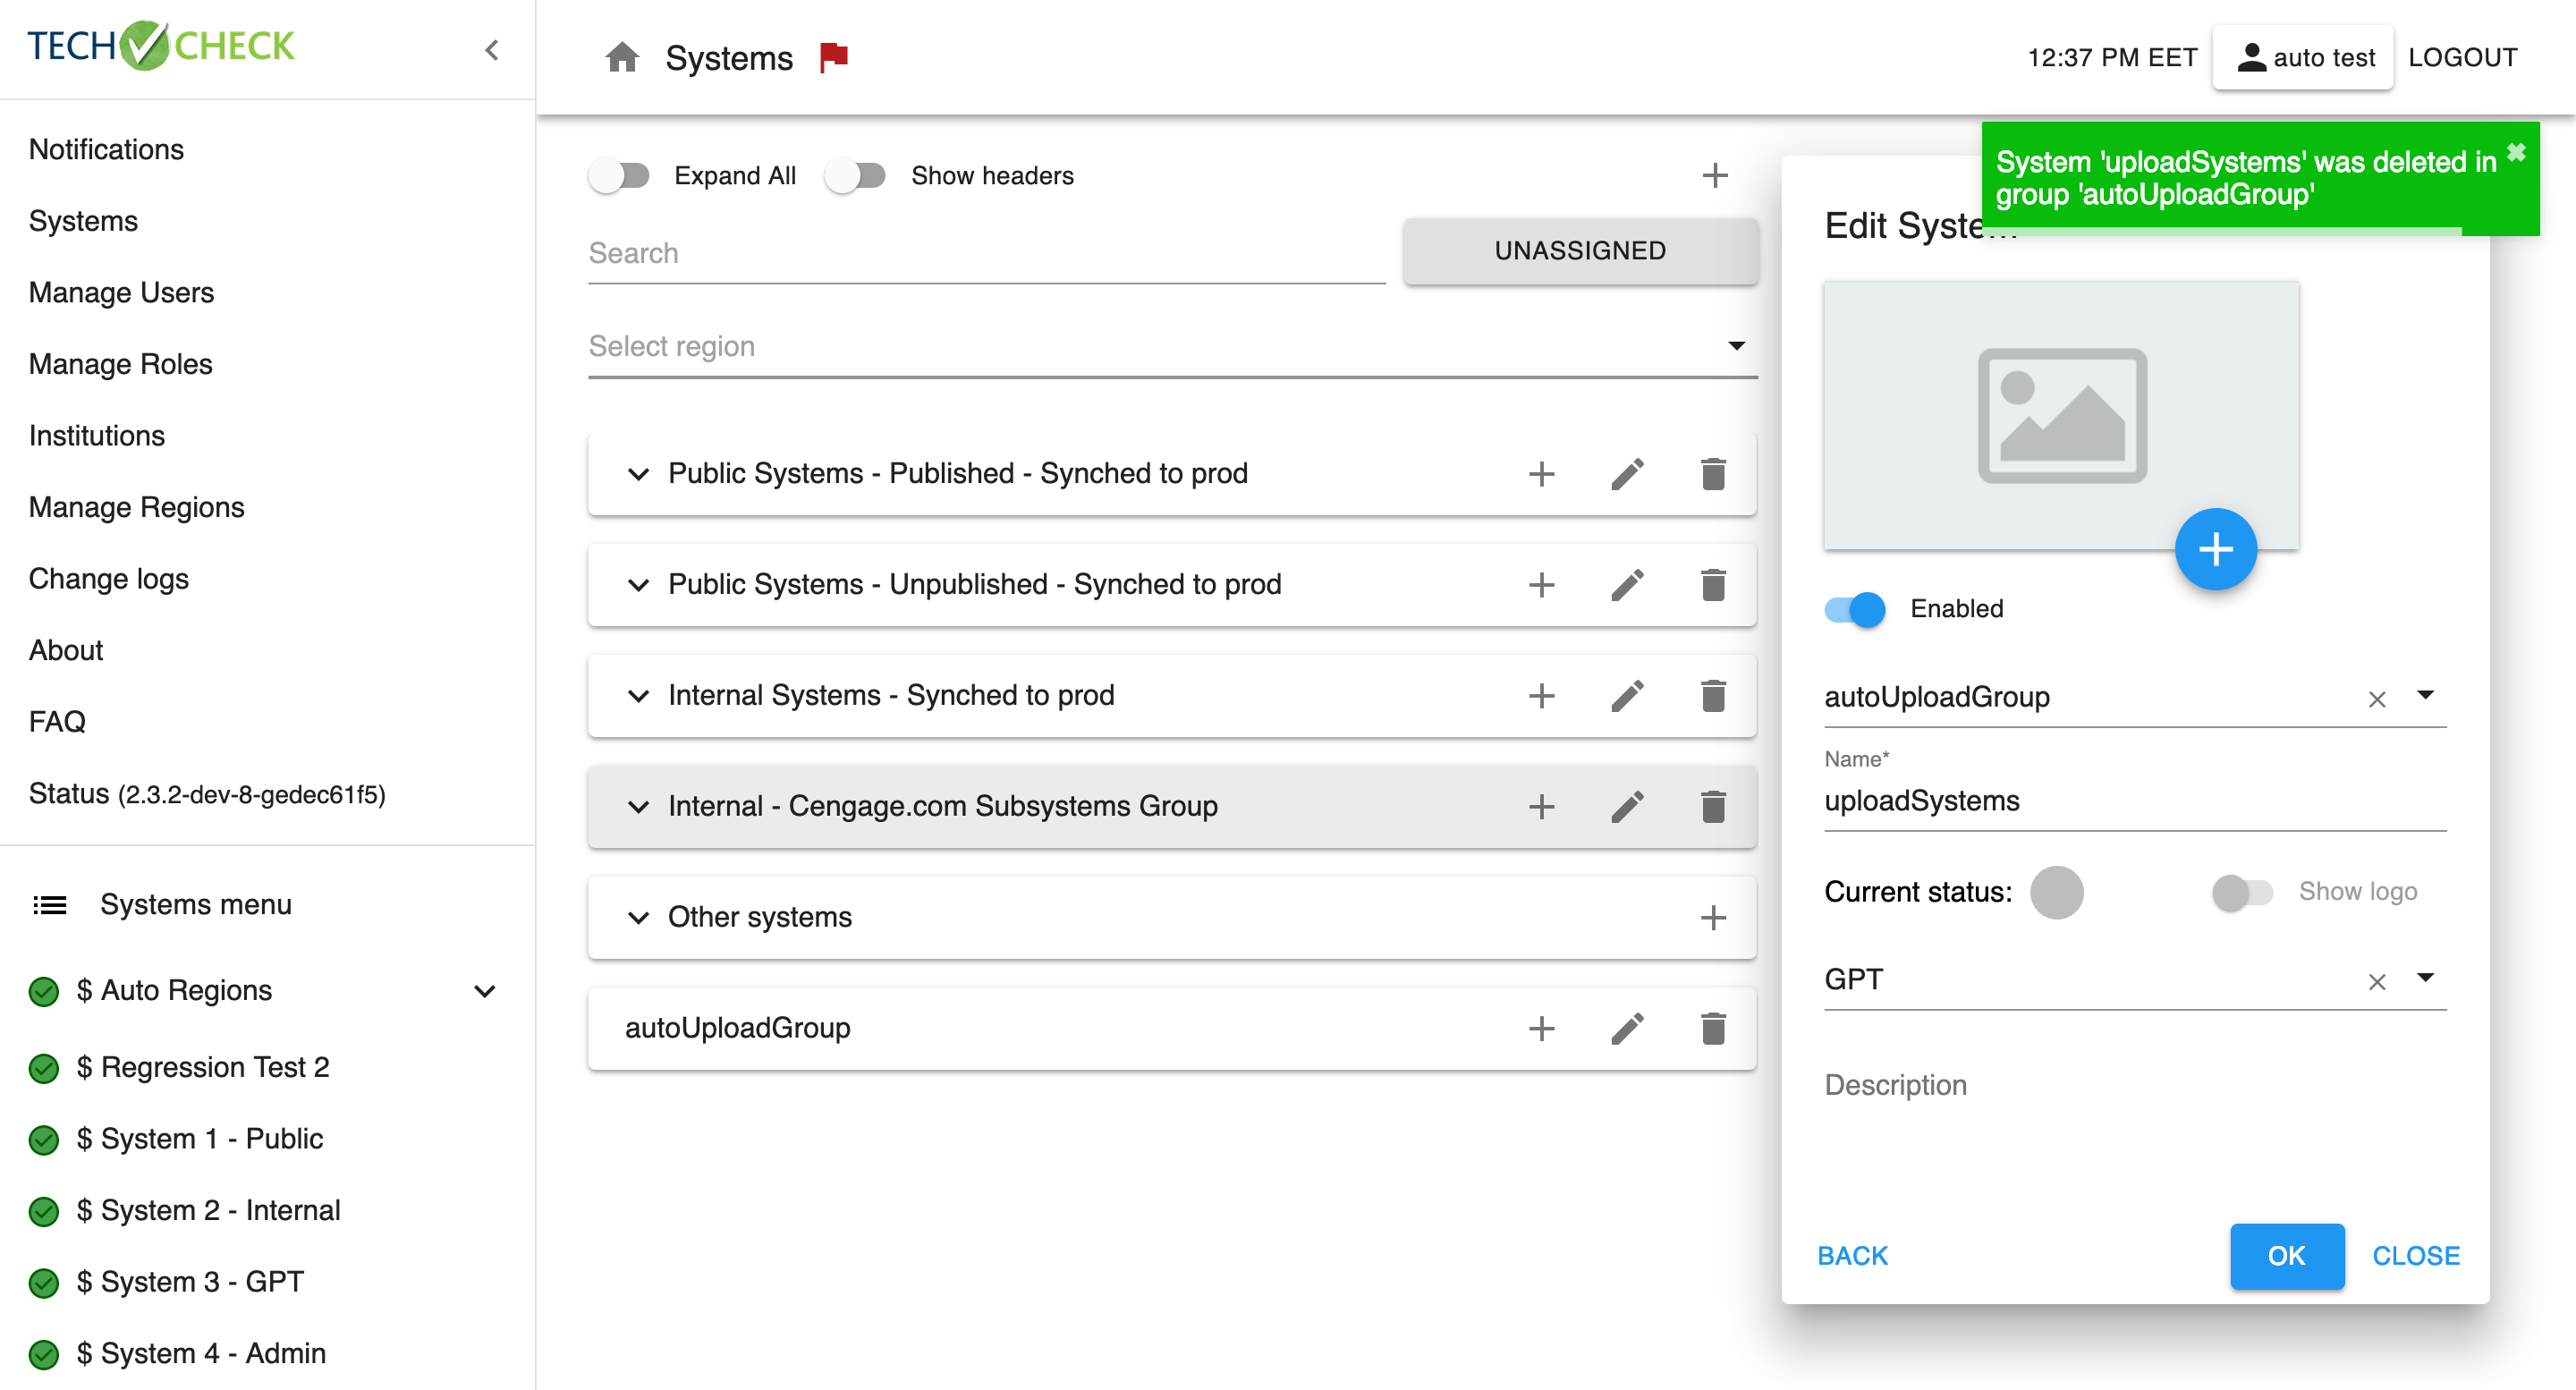 TECH CHECK
Systems
12:37 PM EET
auto test
LOGOUT
Notifications
Systems
Manage Users
Manage Roles
Institutions
Manage Regions
Change logs
About
FAQ
Status (2.3.2-dev-8-gedec61f5)
Systems menu
$ Auto Regions
$ Regression Test 2
$ System 1 - Public
$ System 2 - Internal
$ System 3 - GPT
$ System 4 - Admin
Expand All
Show headers
Search
UNASSIGNED
Select region
Public Systems - Published - Synched to prod
Public Systems - Unpublished - Synched to prod
Internal Systems - Synched to prod
Internal - Cengage.com Subsystems Group
Other systems
autoUploadGroup
System 'uploadSystems' was deleted in
group 'autoUploadGroup'
Edit System
Enabled
autoUploadGroup
Name*
uploadSystems
Current status:
Show logo
GPT
Description
BACK
OK
CLOSE